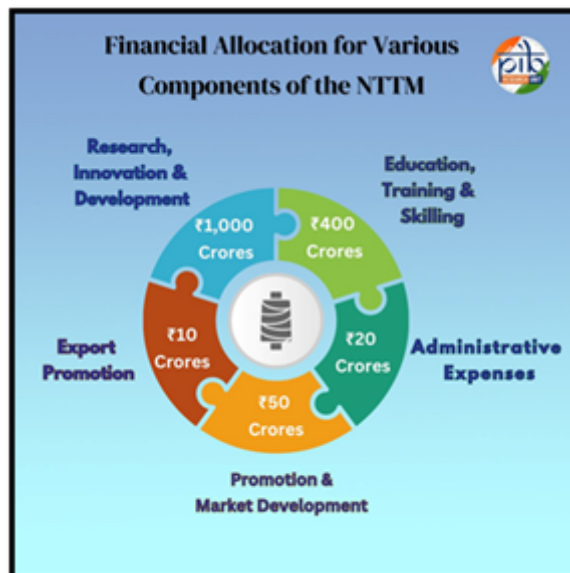 Financial Allocation for Various
Components of the NTTM
pib
Research,
Innovation &
Development
Education,
Training &
Skilling
₹1,000
Crores
₹400
Crores
₹10
Crores
₹20
Crores
Export
Promotion
Administrative
Expenses
₹50
Crores
Promotion &
Market Development